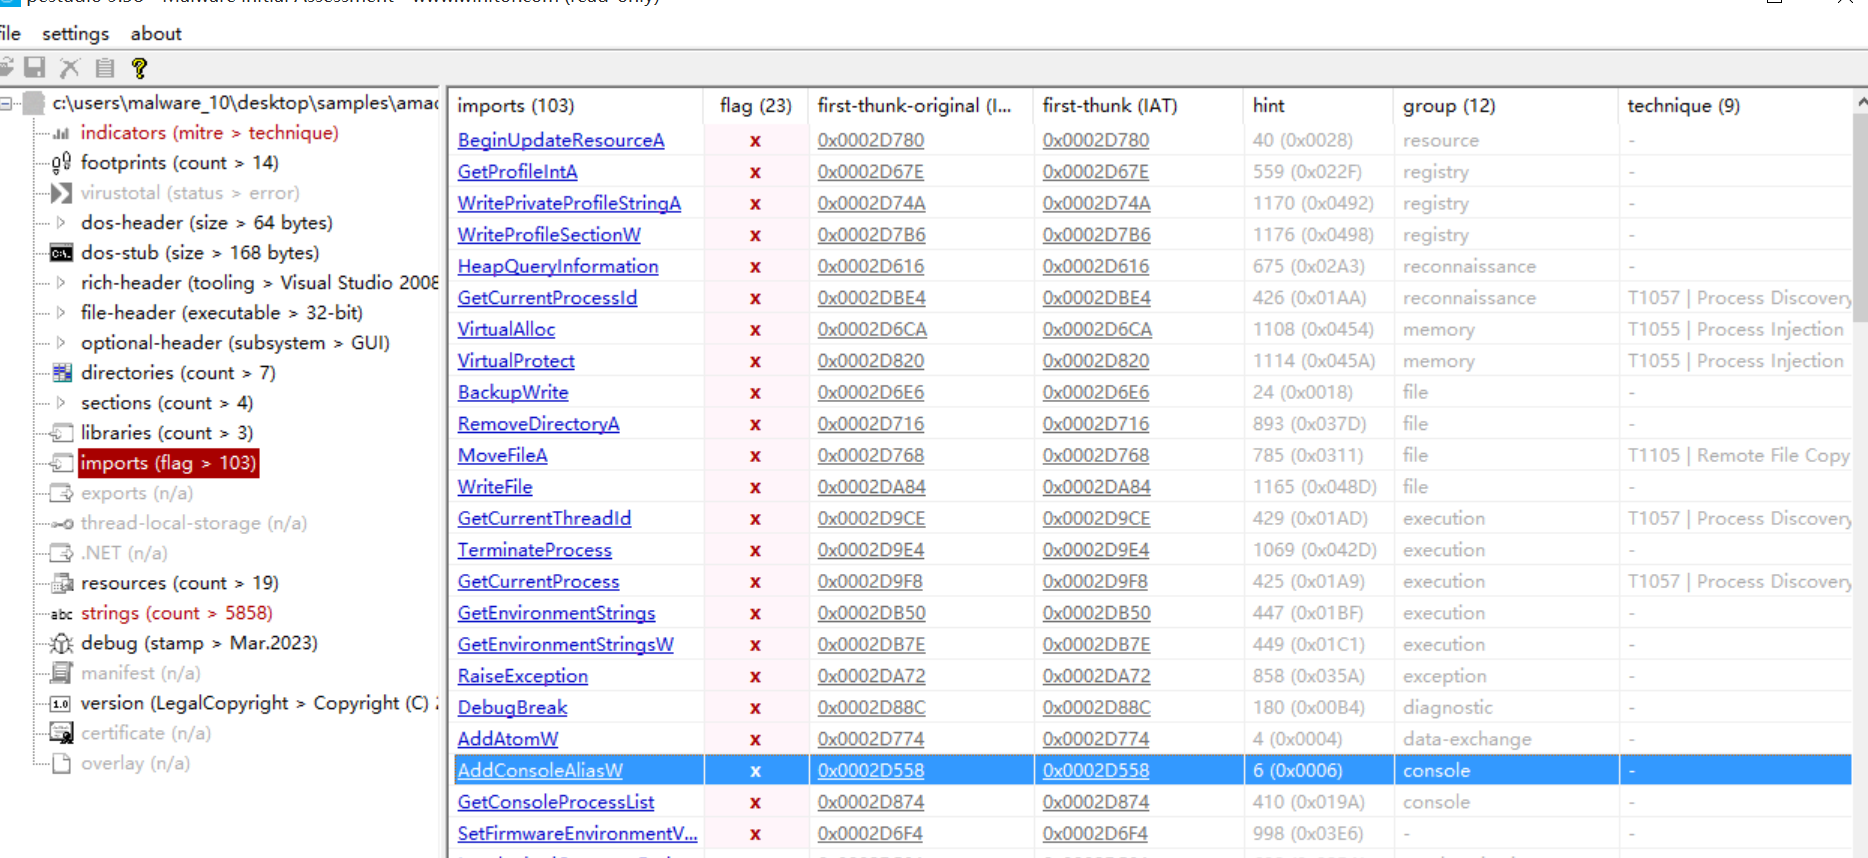 file settings about
c:\users\malware_10\desktop\samples\amad
indicators (mitre > technique)
footprints (count > 14)
virustotal (status > error)
dos-header (size > 64 bytes)
dos-stub (size > 168 bytes)
rich-header (tooling > Visual Studio 2008
file-header (executable > 32-bit)
optional-header (subsystem > GUI)
directories (count > 7)
sections (count > 4)
libraries (count > 3)
imports (flag > 103)
exports (n/a)
thread-local-storage (n/a)
.NET (n/a)
resources (count > 19)
abc strings (count > 5858)
debug (stamp > Mar.2023)
manifest (n/a)
1.0 version (LegalCopyright > Copyright (C) 2
certificate (n/a)
overlay (n/a)
imports (103) flag (23) first-thunk-original (I... first-thunk (IAT) hint group (12) technique (9)
BeginUpdateResourceA x 0x0002D780 0x0002D780 40 (0x0028) resource -
GetProfileIntA x 0x0002D67E 0x0002D67E 559 (0x022F) registry -
WritePrivateProfileStringA x 0x0002D74A 0x0002D74A 1170 (0x0492) registry -
WriteProfileSectionW x 0x0002D7B6 0x0002D7B6 1176 (0x0498) registry -
HeapQueryInformation x 0x0002D616 0x0002D616 675 (0x02A3) reconnaissance -
GetCurrentProcessId x 0x0002DBE4 0x0002DBE4 426 (0x01AA) reconnaissance T1057 | Process Discovery
VirtualAlloc x 0x0002D6CA 0x0002D6CA 1108 (0x0454) memory T1055 | Process Injection
VirtualProtect x 0x0002D820 0x0002D820 1114 (0x045A) memory T1055 | Process Injection
BackupWrite x 0x0002D6E6 0x0002D6E6 24 (0x0018) file -
RemoveDirectoryA x 0x0002D716 0x0002D716 893 (0x037D) file -
MoveFileA x 0x0002D768 0x0002D768 785 (0x0311) file T1105 | Remote File Copy
WriteFile x 0x0002DA84 0x0002DA84 1165 (0x048D) file -
GetCurrentThreadId x 0x0002D9CE 0x0002D9CE 429 (0x01AD) execution T1057 | Process Discovery
TerminateProcess x 0x0002D9E4 0x0002D9E4 1069 (0x042D) execution -
GetCurrentProcess x 0x0002D9F8 0x0002D9F8 425 (0x01A9) execution T1057 | Process Discovery
GetEnvironmentStrings x 0x0002DB50 0x0002DB50 447 (0x01BF) execution -
GetEnvironmentStringsW x 0x0002DB7E 0x0002DB7E 449 (0x01C1) execution -
RaiseException x 0x0002DA72 0x0002DA72 858 (0x035A) exception -
DebugBreak x 0x0002D88C 0x0002D88C 180 (0x00B4) diagnostic -
AddAtomW x 0x0002D774 0x0002D774 4 (0x0004) data-exchange -
AddConsoleAliasW x 0x0002D558 0x0002D558 6 (0x0006) console -
GetConsoleProcessList x 0x0002D874 0x0002D874 410 (0x019A) console -
SetFirmwareEnvironmentV... x 0x0002D6F4 0x0002D6F4 998 (0x03E6) - -